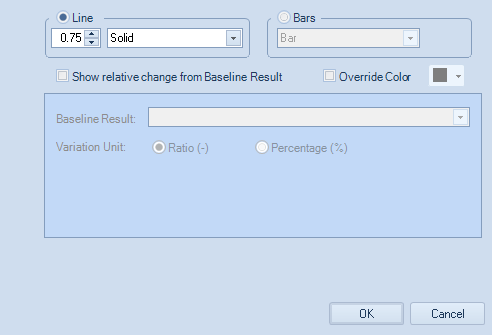 Line Bars
0.75 Solid Bar
Show relative change from Baseline Result Override Color
Baseline Result:
Variation Unit: Ratio (-) Percentage (%)
OK Cancel